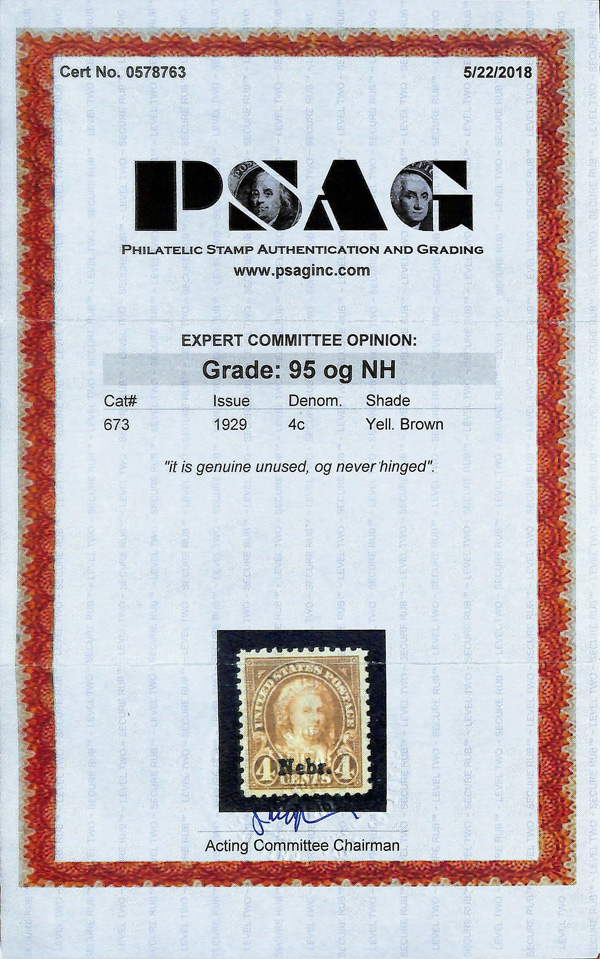 Cert No. 0578763 5/22/2018
PSAG
PHILATELIC STAMP AUTHENTICATION AND GRADING
www.psaginc.com
EXPERT COMMITTEE OPINION:
Grade: 95 og NH
Cat# Issue Denom. Shade
673 1929 4c Yell. Brown
"it is genuine unused, og never hinged".
UNITED STATES POSTAGE
4 Nebr. 4
CENTS
Acting Committee Chairman